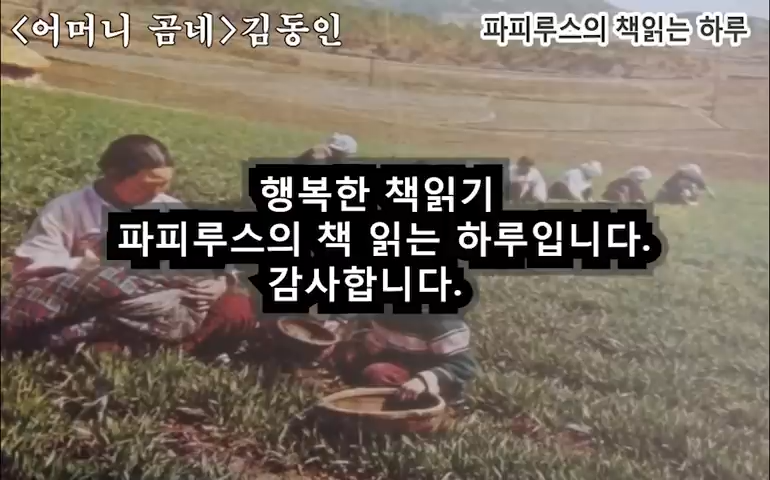 <어머니 곰네>김동인
파피루스의 책읽는 하루
행복한 책읽기
파피루스의 책 읽는 하루입니다.
감사합니다.